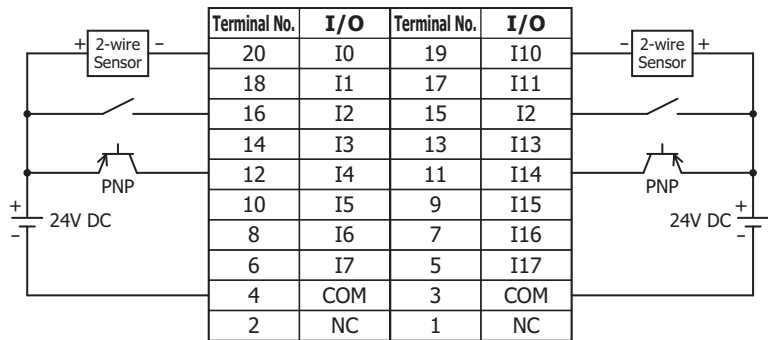 Terminal No. I/O Terminal No. I/O
+ 2-wire Sensor – 20 I0 19 I10 – 2-wire Sensor +
18 I1 17 I11
16 I2 15 I2
14 I3 13 I13
12 I4 11 I14
PNP PNP
10 I5 9 I15
+ 24V DC – 24V DC + –
8 I6 7 I16
6 I7 5 I17
4 COM 3 COM
2 NC 1 NC